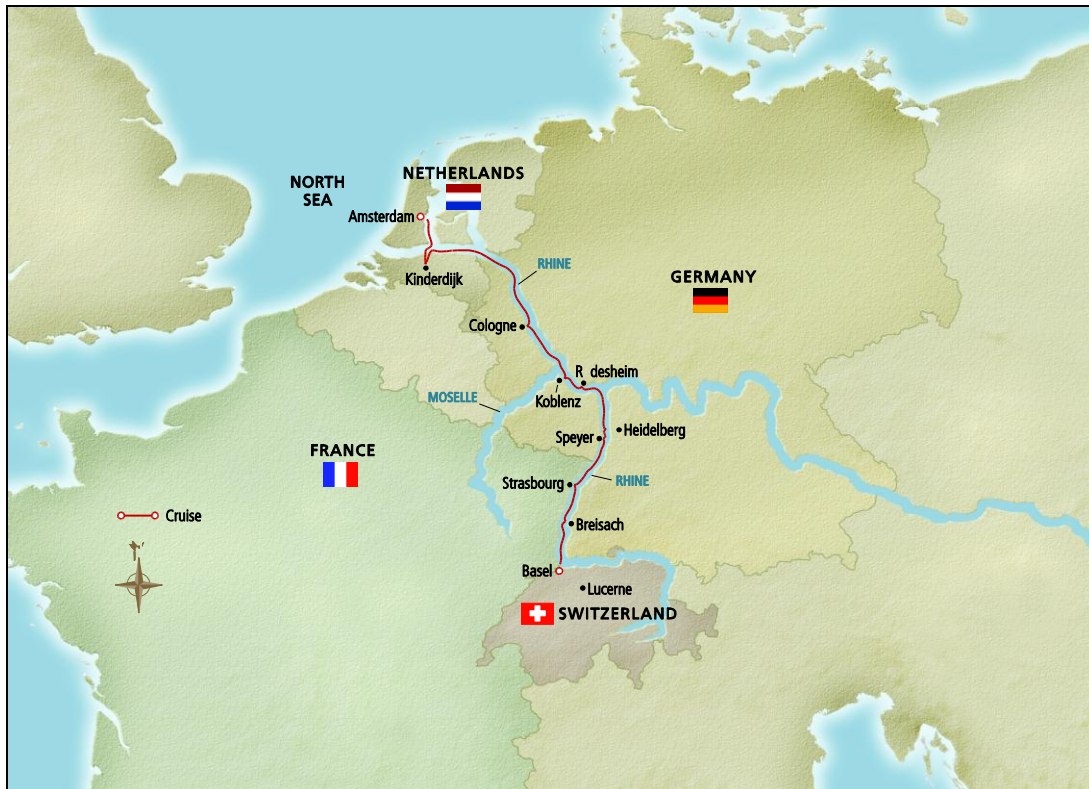 NETHERLANDS
NORTH
SEA
Amsterdam
RHINE
Kinderdijk
GERMANY
Cologne
R desheim
MOSELLE
Koblenz
Heidelberg
Speyer
FRANCE
Strasbourg
RHINE
Cruise
Breisach
Basel
Lucerne
SWITZERLAND